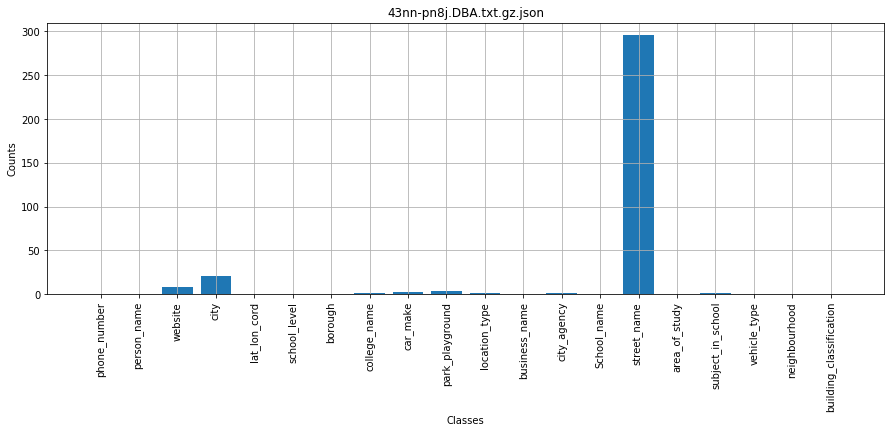 43nn-pn8j.DBA.txt.gz.json
300
250
200
150
100
50
0
Counts
phone_number
person_name
website
city
lat_lon_cord
school_level
borough
college_name
car_make
park_playground
location_type
business_name
city_agency
School_name
street_name
area_of_study
subject_in_school
vehicle_type
neighbourhood
building_classification
Classes